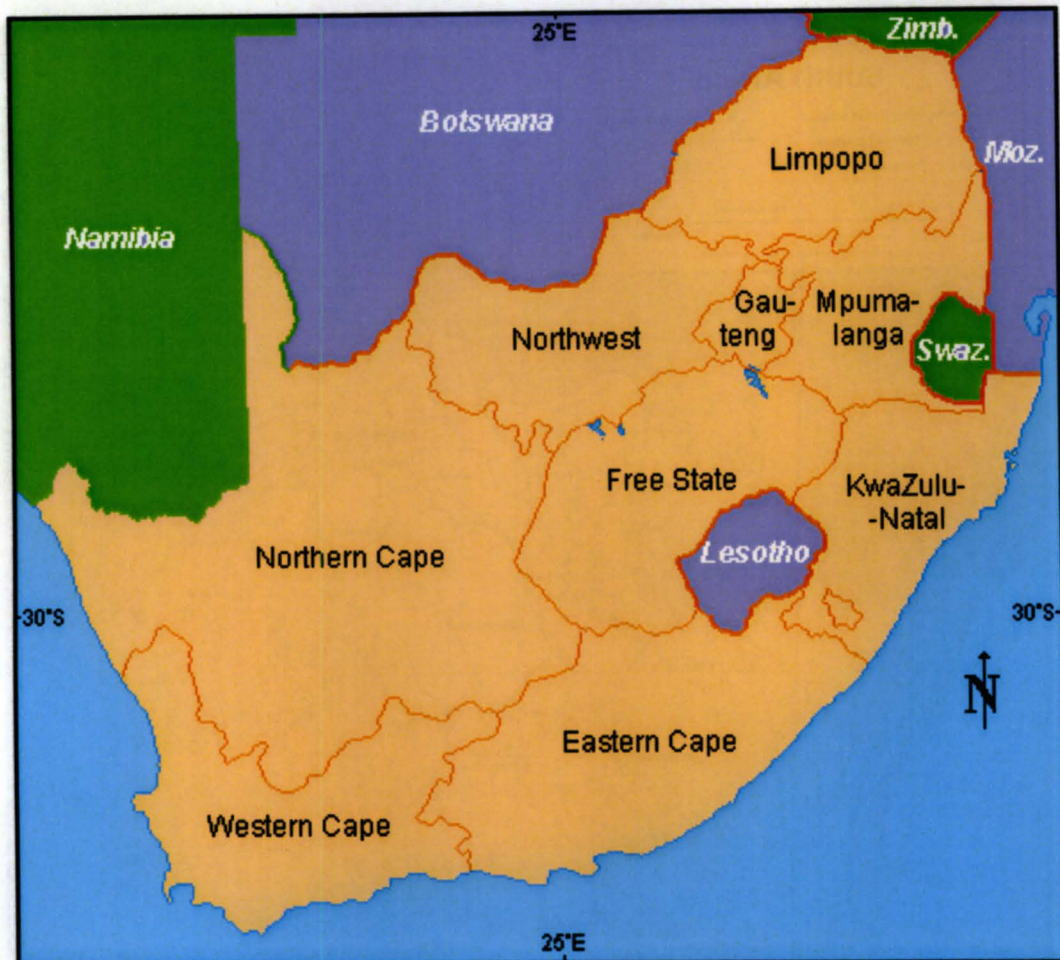 25°E
Zimb.
Botswana
Moz.
Limpopo
Namibia
Gau-
teng
Mpuma-
langa
Northwest
Swaz.
Free State
KwaZulu-
-Natal
Northern Cape
Lesotho
30°S
30°S
N
Eastern Cape
Western Cape
25°E